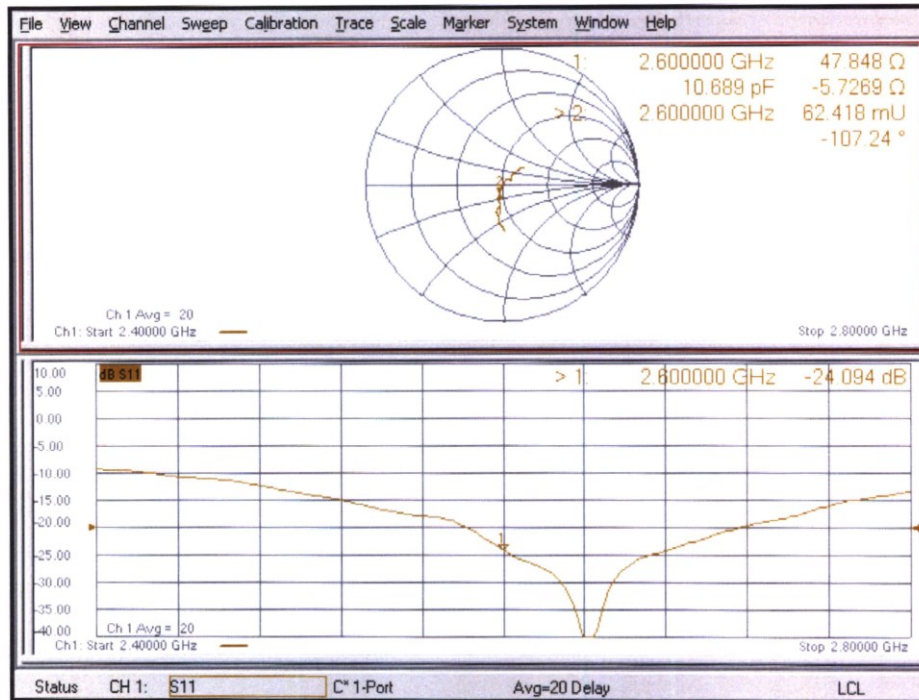 File View Channel Sweep Calibration Trace Scale Marker System Window Help
1: 2.600000 GHz 47.848 Ω
10.689 pF -5.7269 Ω
> 2: 2.600000 GHz 62.418 mU
-107.24 °
Ch 1 Avg = 20
Ch1: Start 2.40000 GHz
Stop 2.80000 GHz
10.00
dB S11
> 1: 2.600000 GHz -24.094 dB
5.00
0.00
-5.00
-10.00
-15.00
-20.00
1
-25.00
-30.00
-35.00
-40.00
Ch 1 Avg = 20
Ch1: Start 2.40000 GHz
Stop 2.80000 GHz
Status CH 1: S11 C* 1-Port Avg=20 Delay LCL